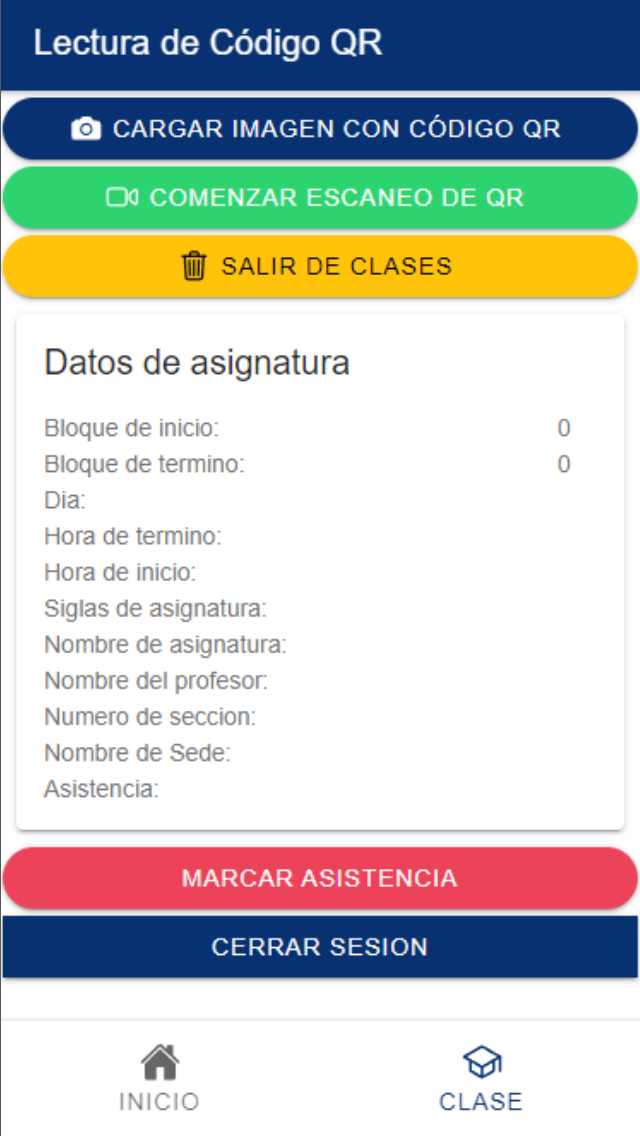 Lectura de Código QR
CARGAR IMAGEN CON CÓDIGO QR
COMENZAR ESCANEO DE QR
SALIR DE CLASES
Datos de asignatura
Bloque de inicio: 0
Bloque de termino: 0
Dia:
Hora de termino:
Hora de inicio:
Siglas de asignatura:
Nombre de asignatura:
Nombre del profesor:
Numero de seccion:
Nombre de Sede:
Asistencia:
MARCAR ASISTENCIA
CERRAR SESION
INICIO CLASE